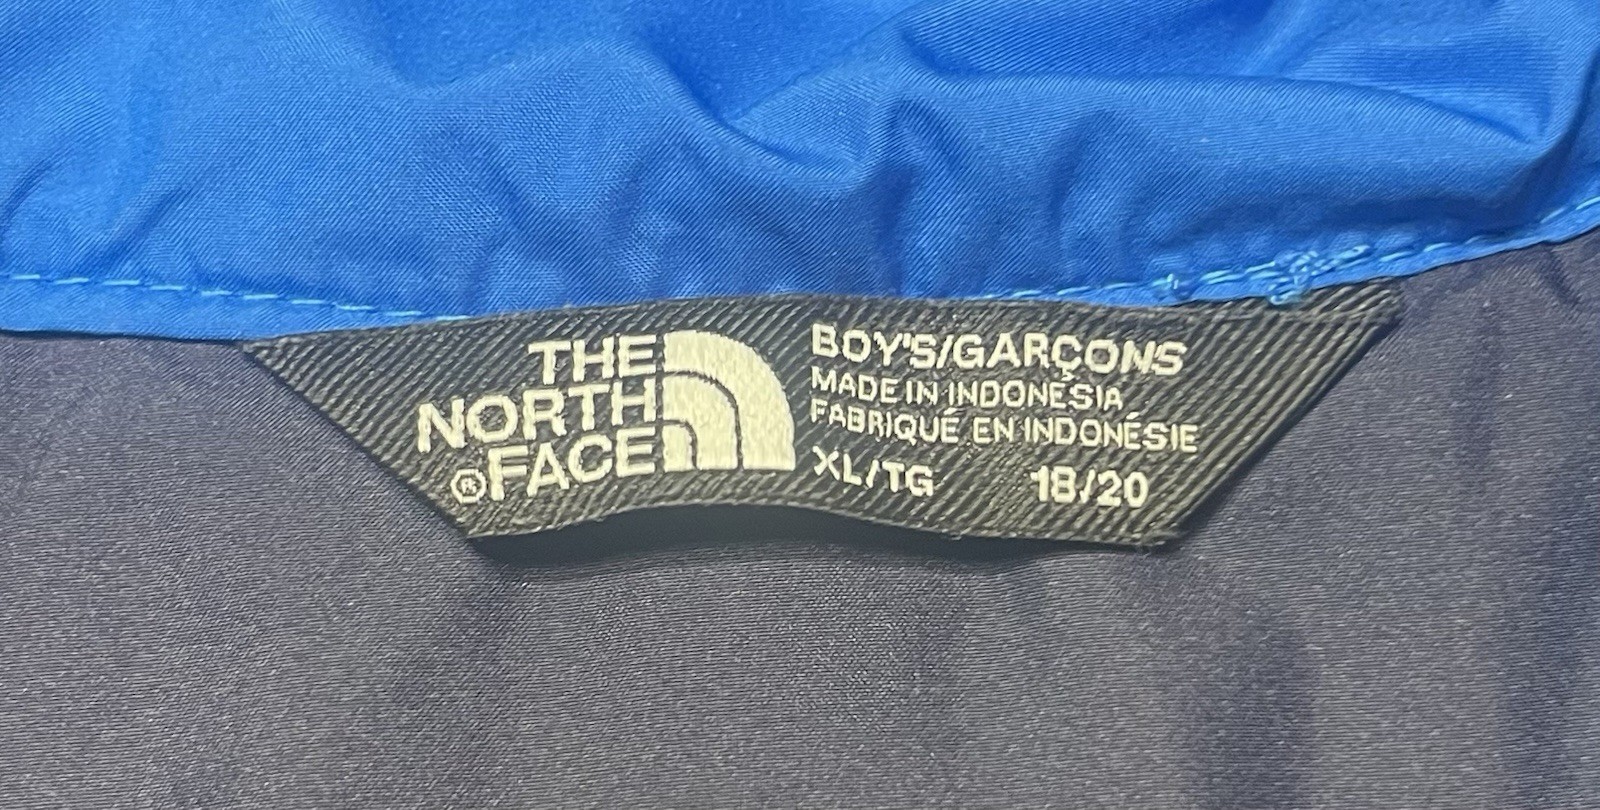 THE
NORTH
FACE
®
BOY'S/GARÇONS
MADE IN INDONESIA
FABRIQUÉ EN INDONÉSIE
XL/TG 18/20